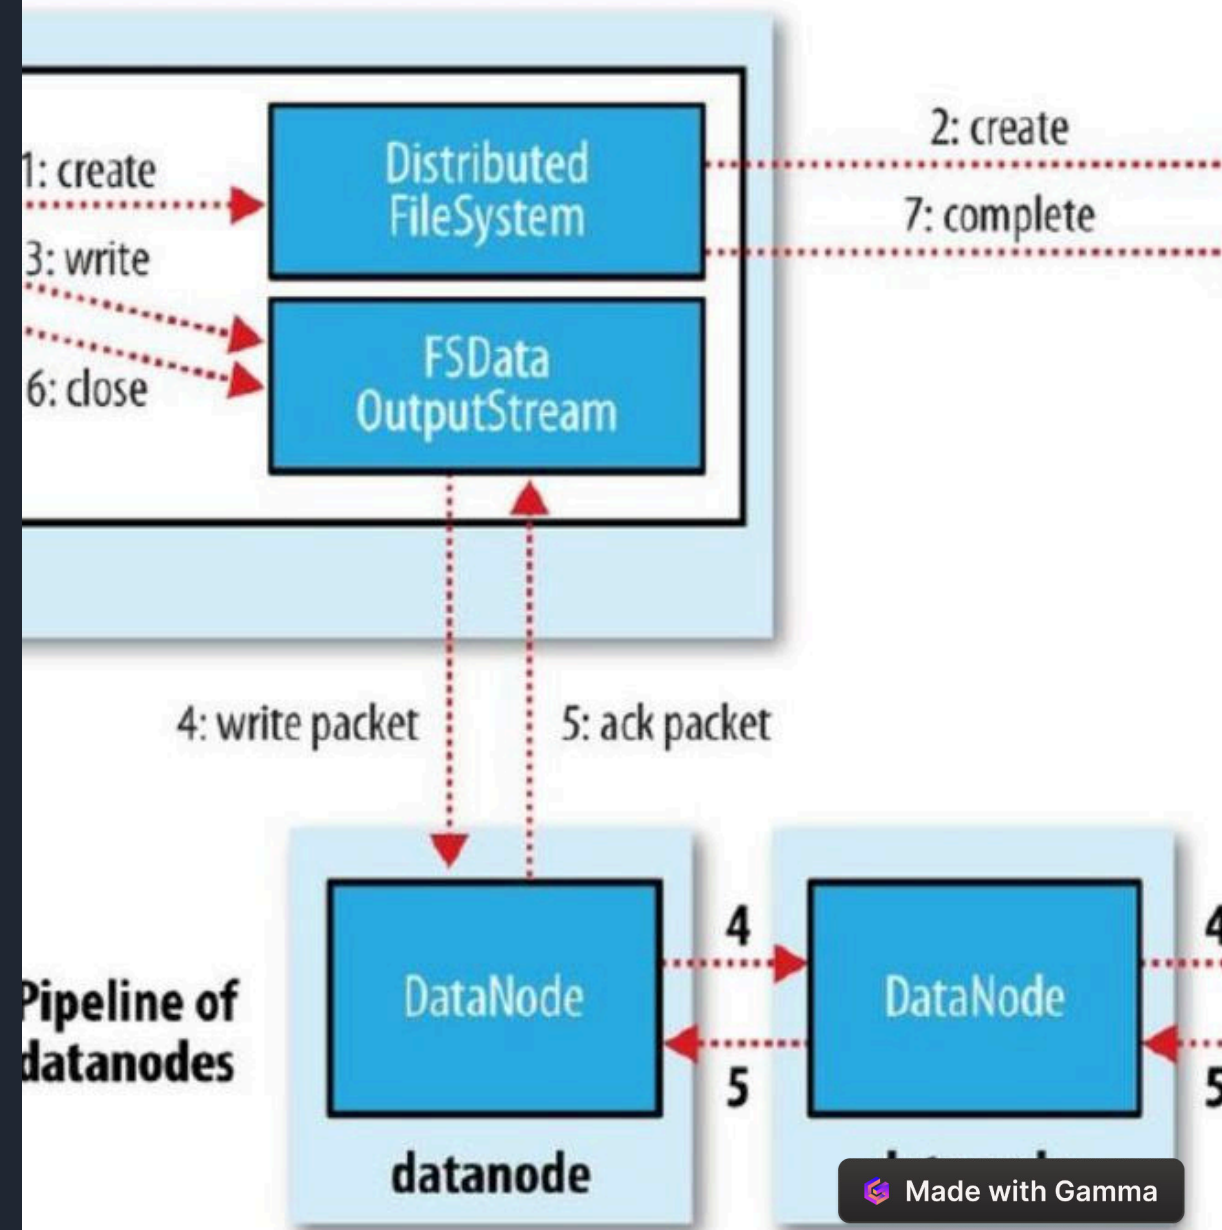 2: create
1: create
Distributed
FileSystem
7: complete
3: write
FSData
OutputStream
6: close
4: write packet
5: ack packet
4
4
DataNode
DataNode
Pipeline of
datanodes
5
5
datanode
Made with Gamma